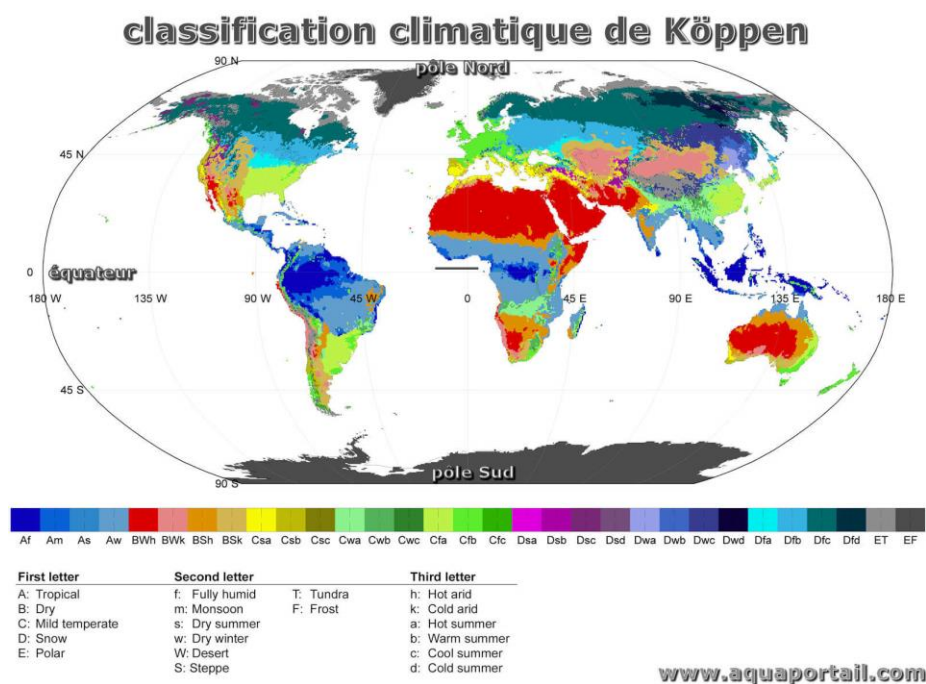 classification climatique de Köppen
90 N
pôle Nord
45 N
0
équateur
180 W 135 W 90 W 45 W 0 45 E 90 E 135 E 180 E
45 S
pôle Sud
90 S
Af Am As Aw BWh BWk BSh BSk Csa Csb Csc Cwa Cwb Cwc Cfa Cfb Cfc Dsa Dsb Dsc Dsd Dwa Dwb Dwc Dwd Dfa Dfb Dfc Dfd ET EF
First letter Second letter Third letter
A: Tropical f: Fully humid T: Tundra h: Hot arid
B: Dry m: Monsoon F: Frost k: Cold arid
C: Mild temperate s: Dry summer a: Hot summer
D: Snow w: Dry winter b: Warm summer
E: Polar W: Desert c: Cool summer
S: Steppe d: Cold summer
www.aquaportail.com